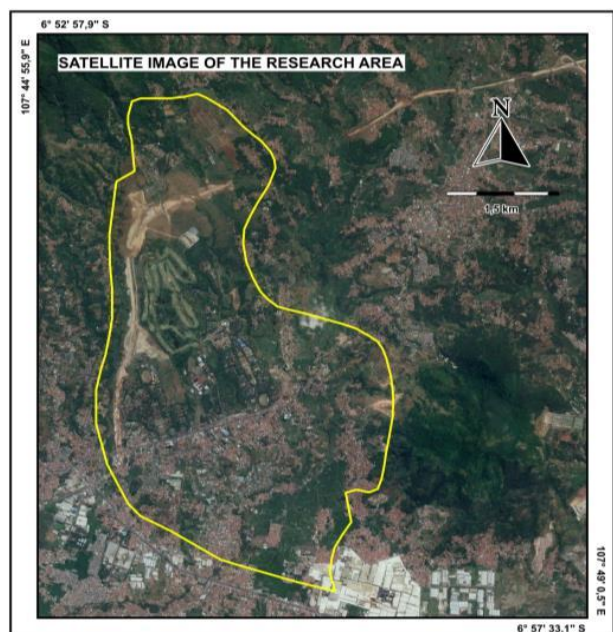 6° 52' 57,9" S
107° 44' 55,9" E
SATELLITE IMAGE OF THE RESEARCH AREA
N
1,5 km
107° 49' 0,5" E
6° 57' 33,1" S